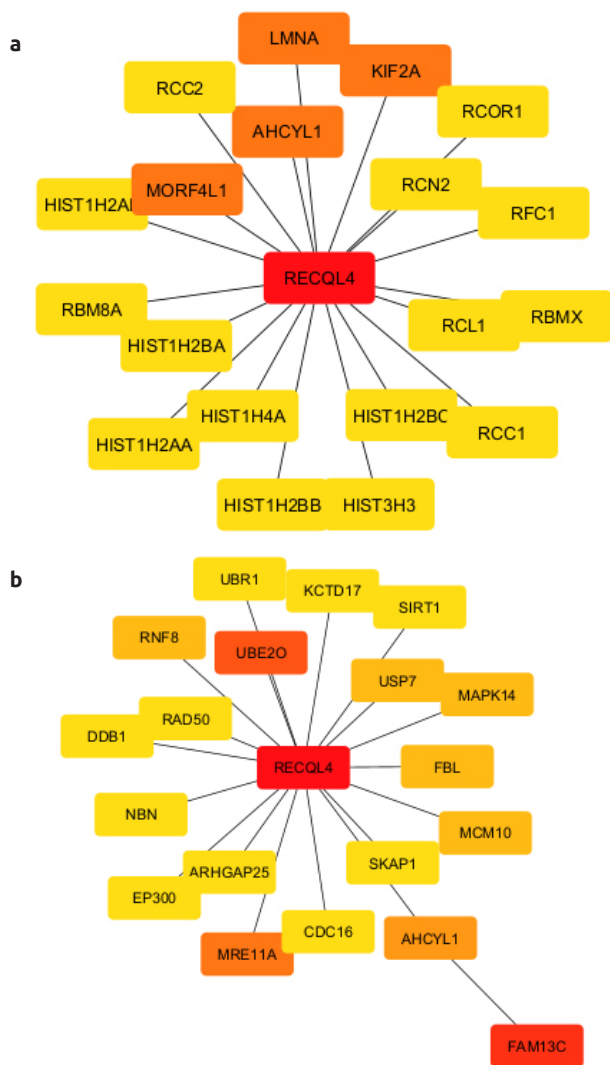 a
LMNA
KIF2A
RCC2
RCOR1
AHCYL1
RCN2
MORF4L1
HIST1H2A
RFC1
RECQL4
RBM8A
RCL1
RBMX
HIST1H2BA
HIST1H4A
HIST1H2BO
HIST1H2AA
RCC1
HIST1H2BB
HIST3H3
b
UBR1
KCTD17
SIRT1
RNF8
UBE2O
USP7
MAPK14
RAD50
DDB1
RECQL4
FBL
NBN
MCM10
SKAP1
ARHGAP25
EP300
CDC16
AHCYL1
MRE11A
FAM13C